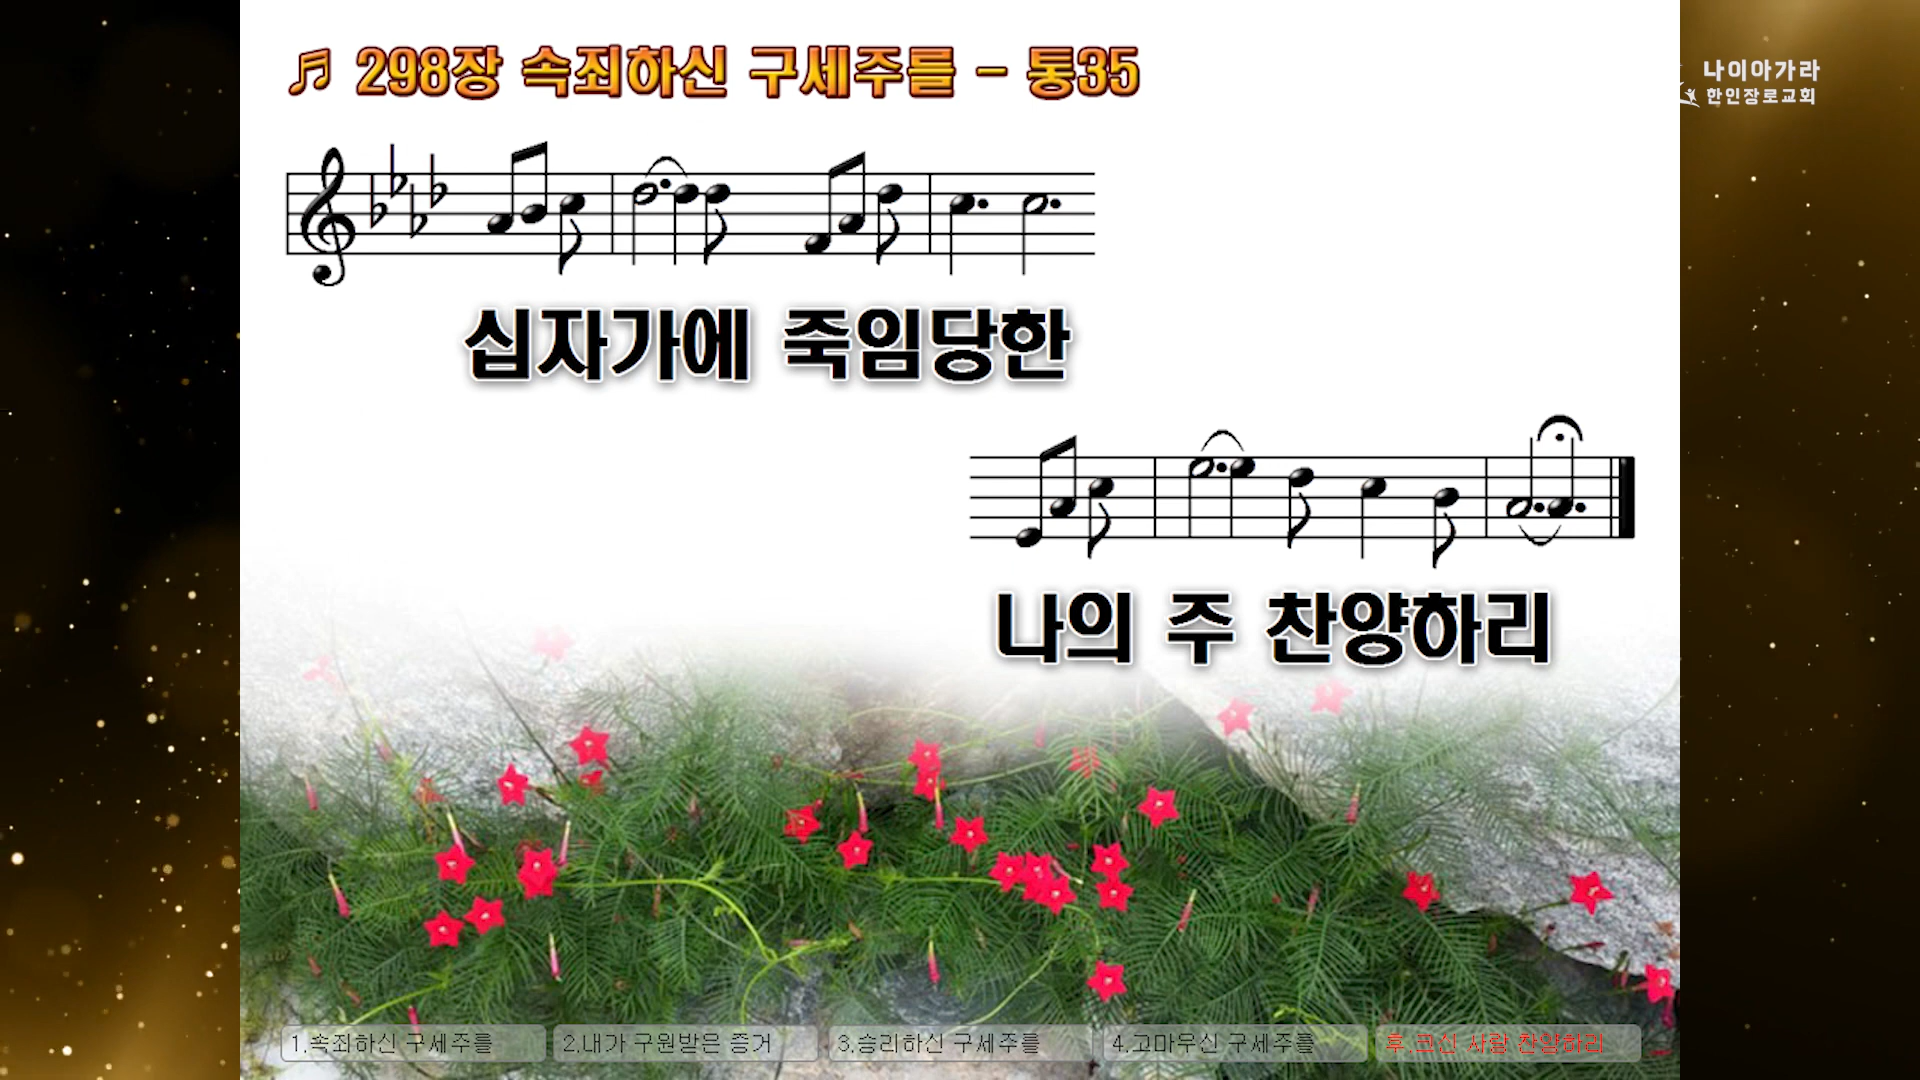 ♬ 298장 속죄하신 구세주를 - 통35
나이아가라
한인장로교회
십자가에 죽임당한
나의 주 찬양하리
1.속죄하신 구세주를
2.내가 구원받은 증거
3.승리하신 구세주를
4.고마우신 구세주를
후.크신 사랑 찬양하리